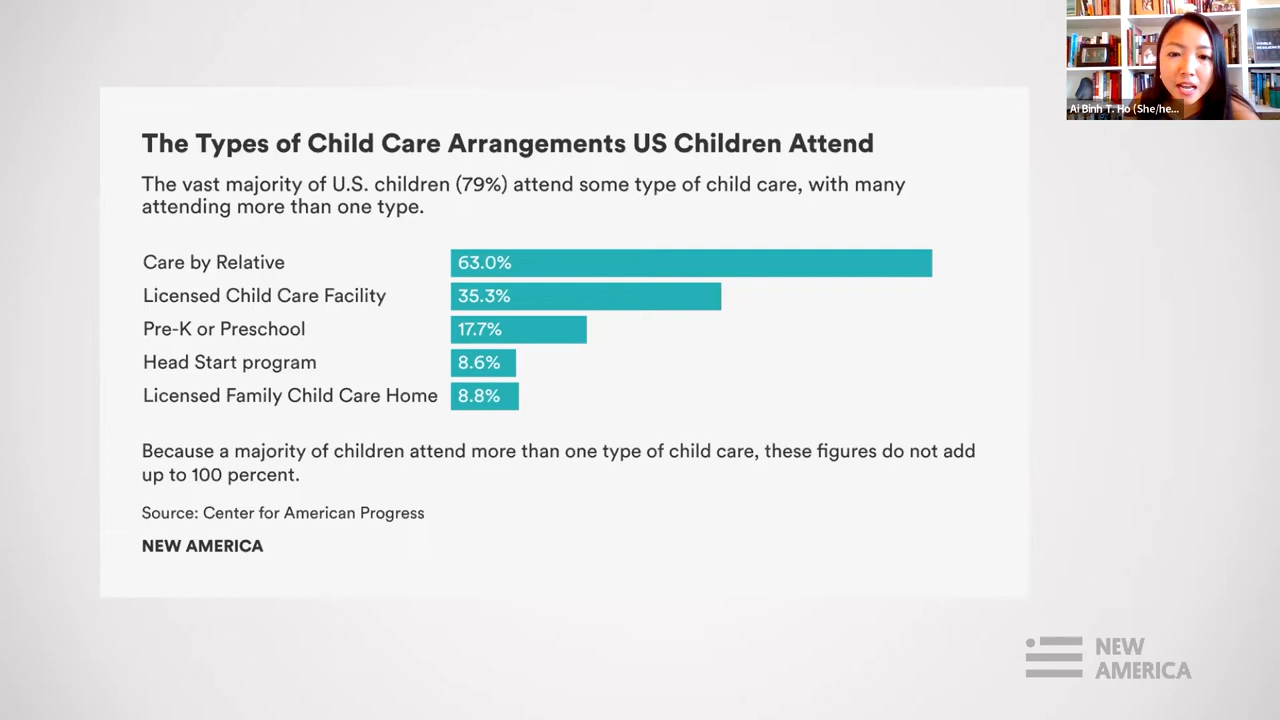 The Types of Child Care Arrangements US Children Attend
The vast majority of U.S. children (79%) attend some type of child care, with many
attending more than one type.
Care by Relative 63.0%
Licensed Child Care Facility 35.3%
Pre-K or Preschool 17.7%
Head Start program 8.6%
Licensed Family Child Care Home 8.8%
Because a majority of children attend more than one type of child care, these figures do not add
up to 100 percent.
Source: Center for American Progress
NEW AMERICA
Ai Binh T. Ho (She/he...
NEW
AMERICA